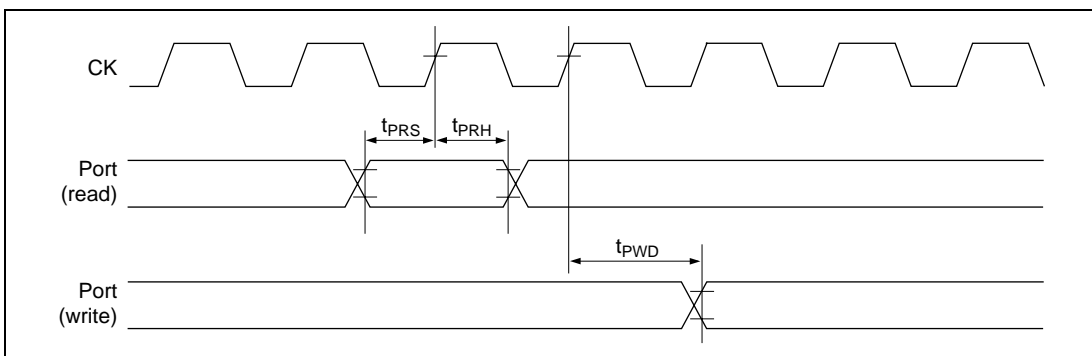 CK
tPRS
tPRH
Port
(read)
tPWD
Port
(write)